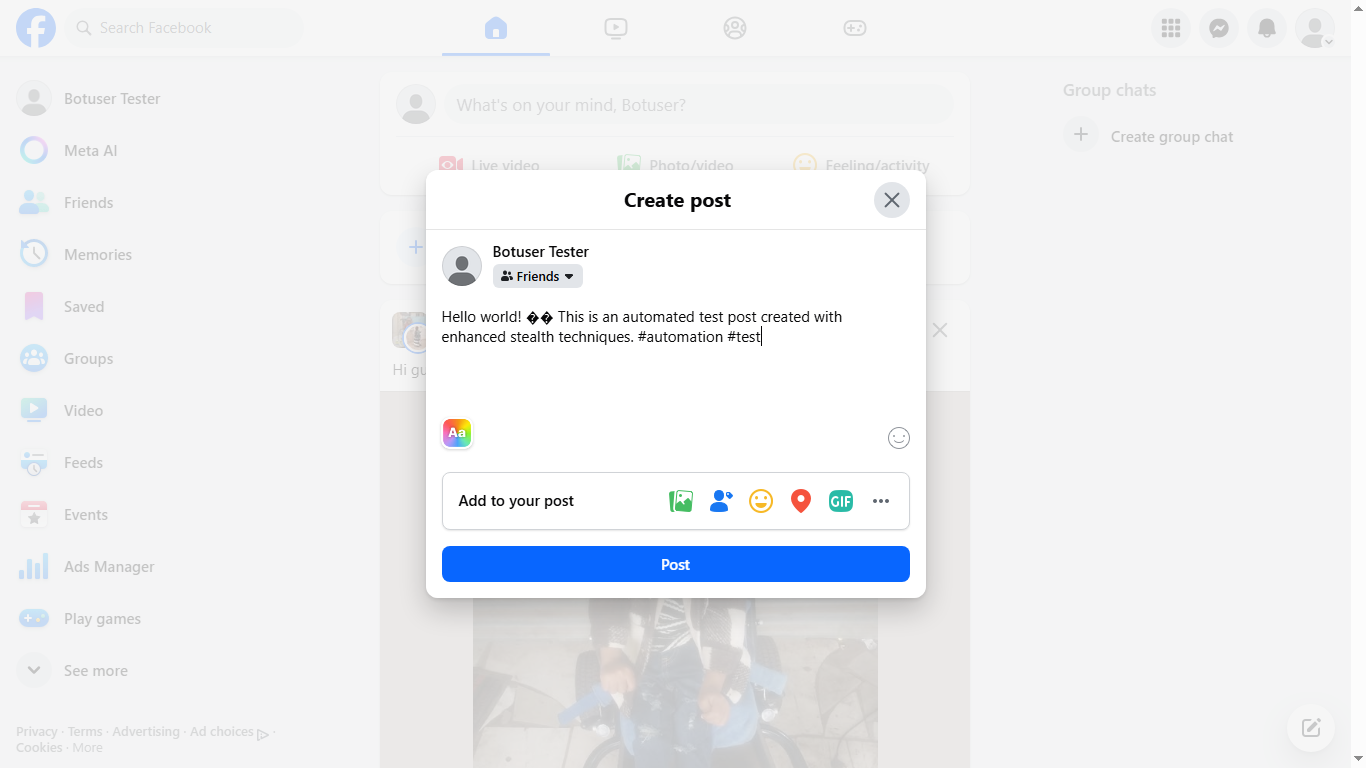 Search Facebook
Botuser Tester
Meta AI
Friends
Memories
Saved
Groups
Video
Feeds
Events
Ads Manager
Play games
See more
Privacy · Terms · Advertising · Ad choices ·
Cookies · More
What's on your mind, Botuser?
Live video
Photo/video
Feeling/activity
Hi gu
Create post
Botuser Tester
Friends
Hello world! �� This is an automated test post created with
enhanced stealth techniques. #automation #test
Aa
Add to your post
GIF
Post
Group chats
Create group chat